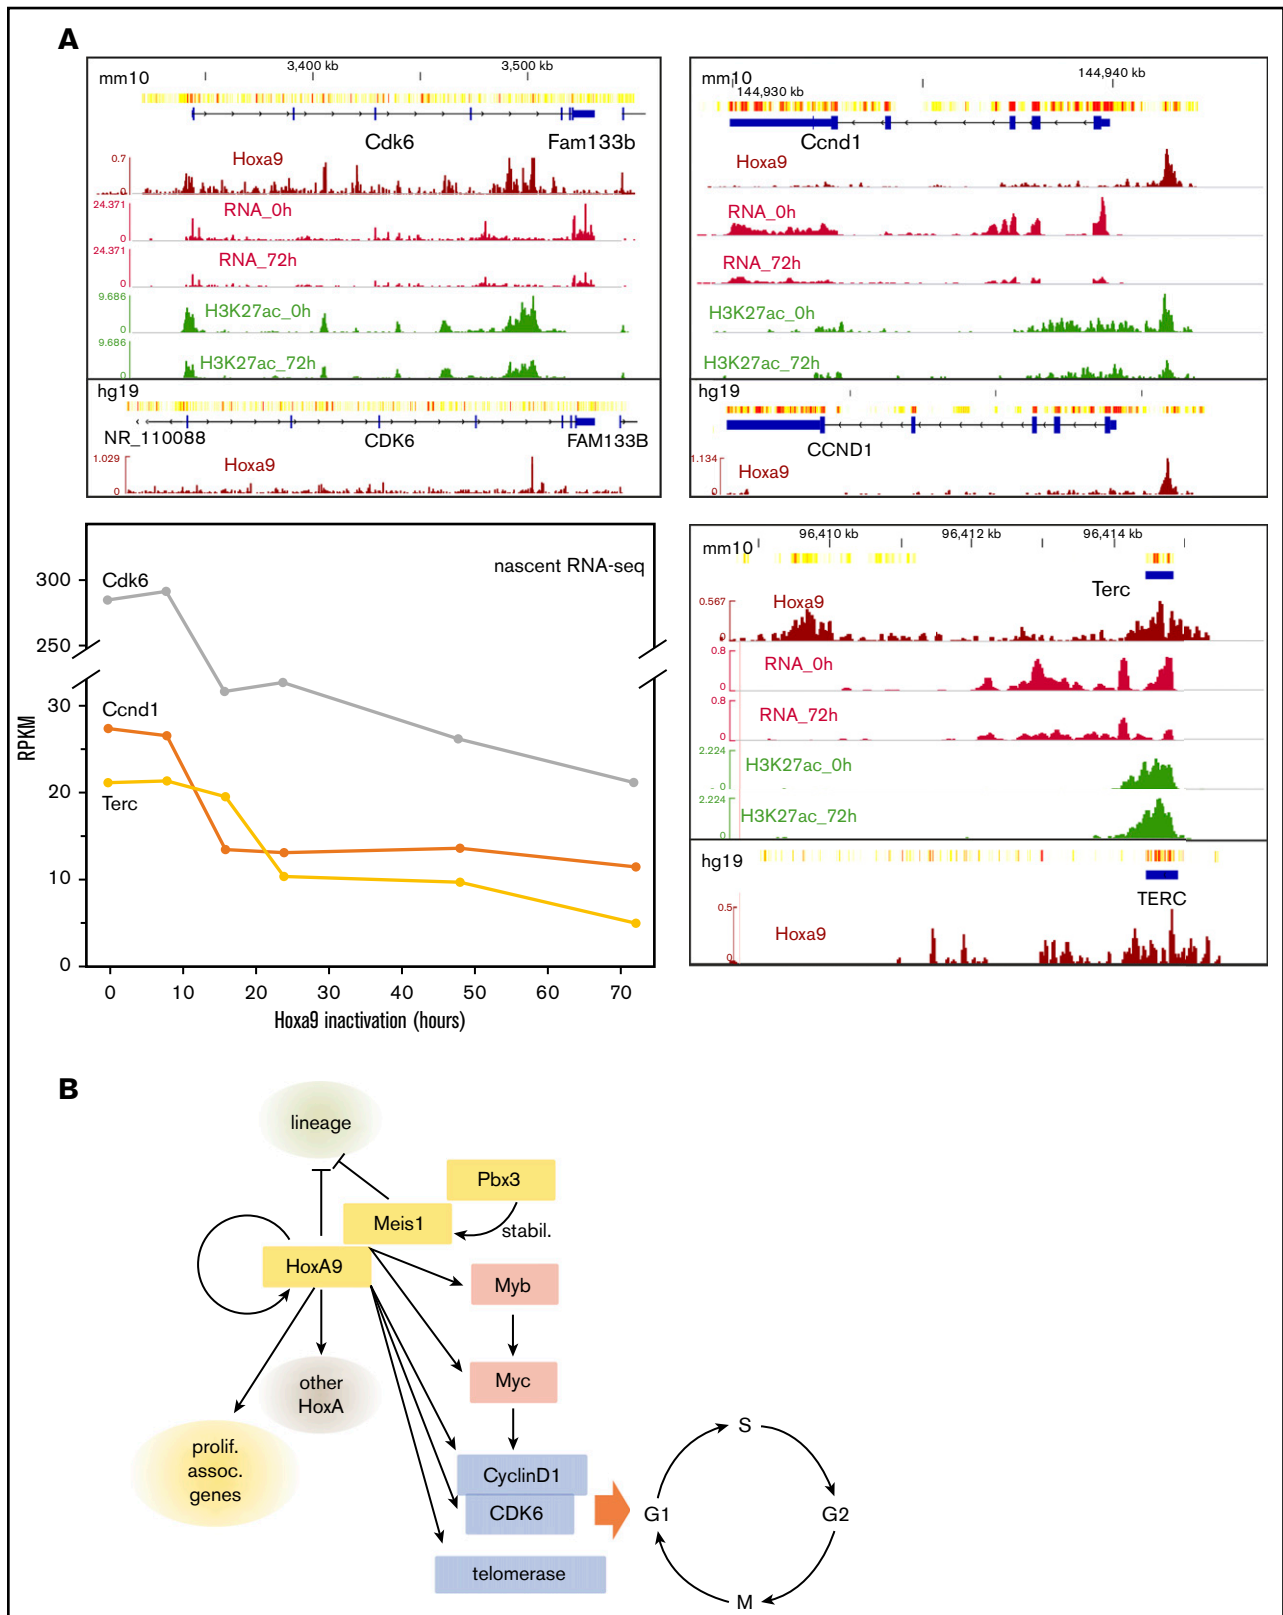 A
mm10
3,400 kb
3,500 kb
Cdk6
Fam133b
Hoxa9
0.7
0
RNA_0h
24.371
0
RNA_72h
24.371
0
H3K27ac_0h
9.686
0
H3K27ac_72h
9.686
0
hg19
NR_110088
CDK6
FAM133B
Hoxa9
1.029
0
mm10
144,930 kb
144,940 kb
Ccnd1
Hoxa9
RNA_0h
RNA_72h
H3K27ac_0h
H3K27ac_72h
hg19
CCND1
1.134
Hoxa9
0
nascent RNA-seq
Cdk6
Ccnd1
Terc
RPKM
300
250
30
20
10
0
0 10 20 30 40 50 60 70
Hoxa9 inactivation (hours)
mm10
96,410 kb
96,412 kb
96,414 kb
Terc
Hoxa9
0.567
0
RNA_0h
0.8
0
RNA_72h
0.8
0
H3K27ac_0h
2.224
0
H3K27ac_72h
2.224
0
hg19
TERC
0.5
Hoxa9
0
B
lineage
Pbx3
Meis1
stabil.
HoxA9
Myb
other
HoxA
Myc
prolif.
assoc.
genes
CyclinD1
CDK6
telomerase
S
G1
G2
M